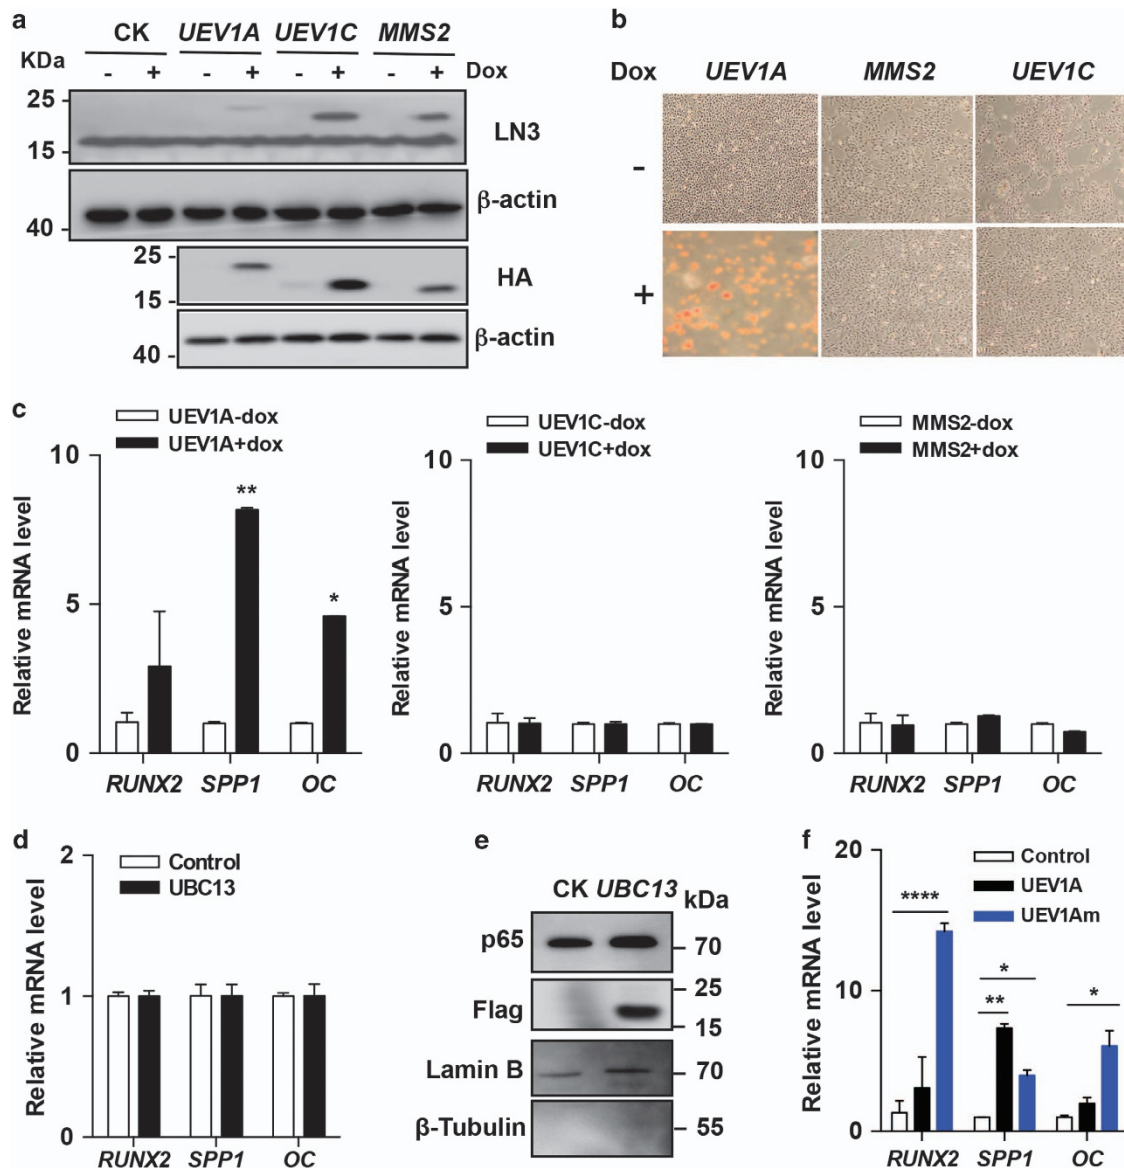 a
CK UEV1A UEV1C MMS2
KDa - + - + - + - + Dox
25
15
LN3
40 -
β-actin
25 -
15 -
HA
40 -
β-actin
b
Dox UEV1A MMS2 UEV1C
-
+
c
UEV1A-dox
UEV1A+dox
Relative mRNA level
10
5
0
**
*
RUNX2 SPP1 OC
UEV1C-dox
UEV1C+dox
Relative mRNA level
10
5
0
RUNX2 SPP1 OC
MMS2-dox
MMS2+dox
Relative mRNA level
10
5
0
RUNX2 SPP1 OC
d
Control
UBC13
Relative mRNA level
2
1
0
RUNX2 SPP1 OC
e
CK UBC13 kDa
p65 - 70
Flag - 25
- 15
Lamin B - 70
β-Tubulin - 55
f
Control
UEV1A
UEV1Am
Relative mRNA level
20
10
0
****
*
**
*
RUNX2 SPP1 OC